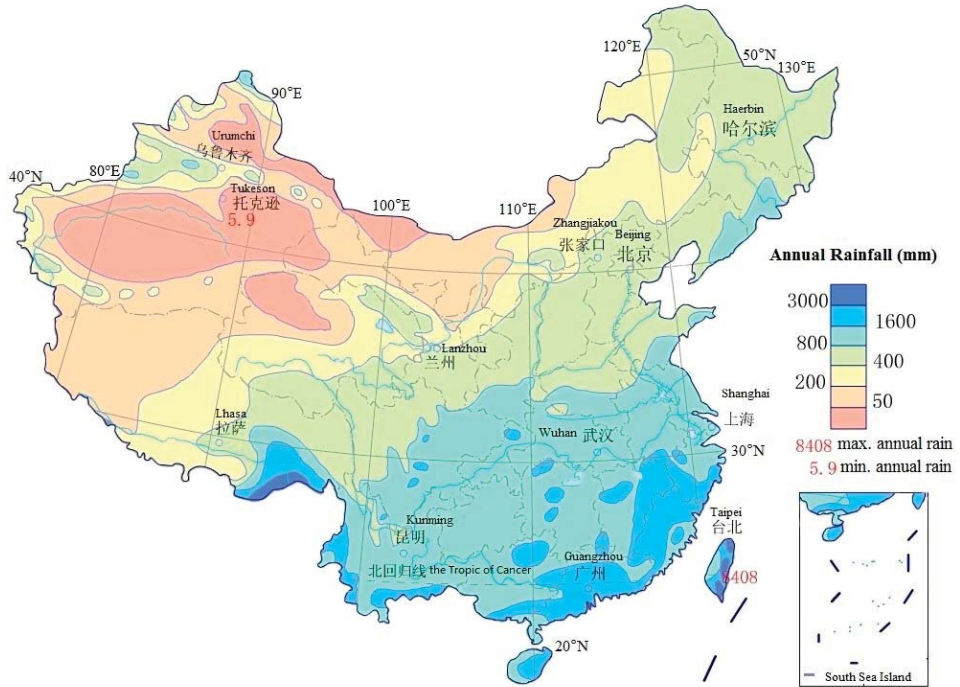 120°E
50°N
130°E
90°E
Haerbin
哈尔滨
Urumchi
乌鲁木齐
80°E
40°N
Tukeson
托克逊
5.9
100°E
110°E
Zhangjiakou
张家口
Beijing
北京
Annual Rainfall (mm)
3000
1600
800
400
200
50
8408 max. annual rain
5.9 min. annual rain
Lanzhou
兰州
Shanghai
上海
Lhasa
拉萨
Wuhan 武汉
30°N
Kunming
昆明
Taipei
台北
Guangzhou
广州
北回归线 the Tropic of Cancer
8408
20°N
South Sea Island